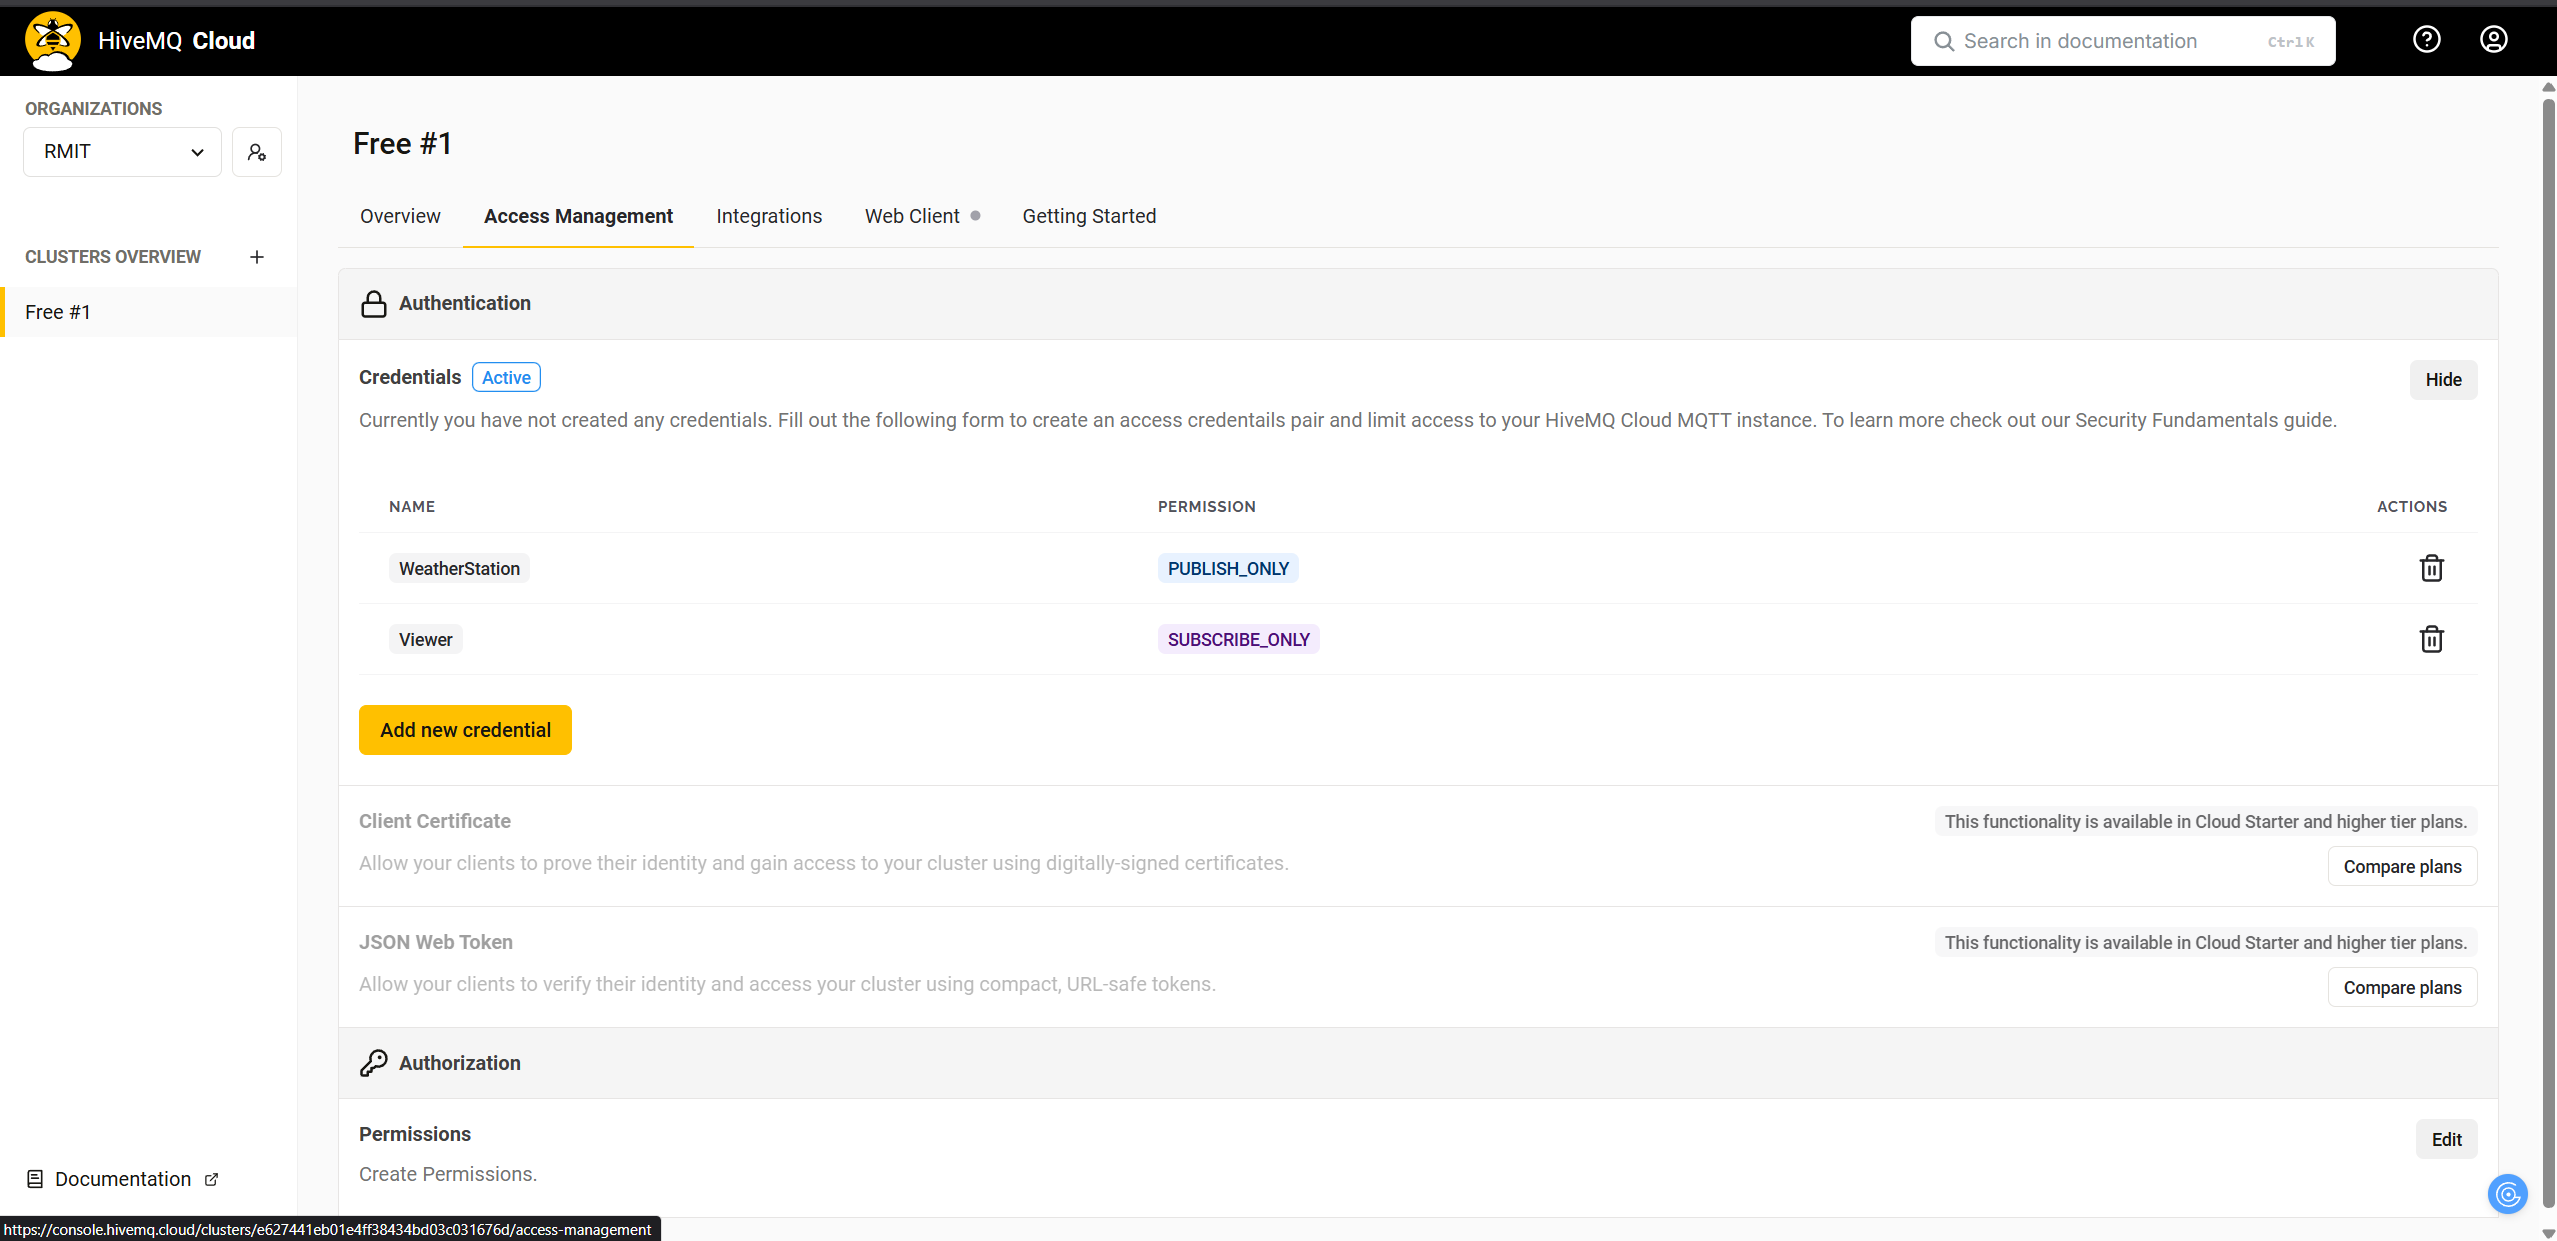 HiveMQ Cloud
Search in documentation Ctrl K
ORGANIZATIONS
RMIT
CLUSTERS OVERVIEW +
Free #1
Documentation
Free #1
Overview Access Management Integrations Web Client Getting Started
Authentication
Credentials Active
Hide
Currently you have not created any credentials. Fill out the following form to create an access credentails pair and limit access to your HiveMQ Cloud MQTT instance. To learn more check out our Security Fundamentals guide.
NAME PERMISSION ACTIONS
WeatherStation PUBLISH_ONLY
Viewer SUBSCRIBE_ONLY
Add new credential
Client Certificate
This functionality is available in Cloud Starter and higher tier plans.
Allow your clients to prove their identity and gain access to your cluster using digitally-signed certificates.
Compare plans
JSON Web Token
This functionality is available in Cloud Starter and higher tier plans.
Allow your clients to verify their identity and access your cluster using compact, URL-safe tokens.
Compare plans
Authorization
Permissions
Edit
Create Permissions.
https://console.hivemq.cloud/clusters/e627441eb01e4ff38434bd03c031676d/access-management